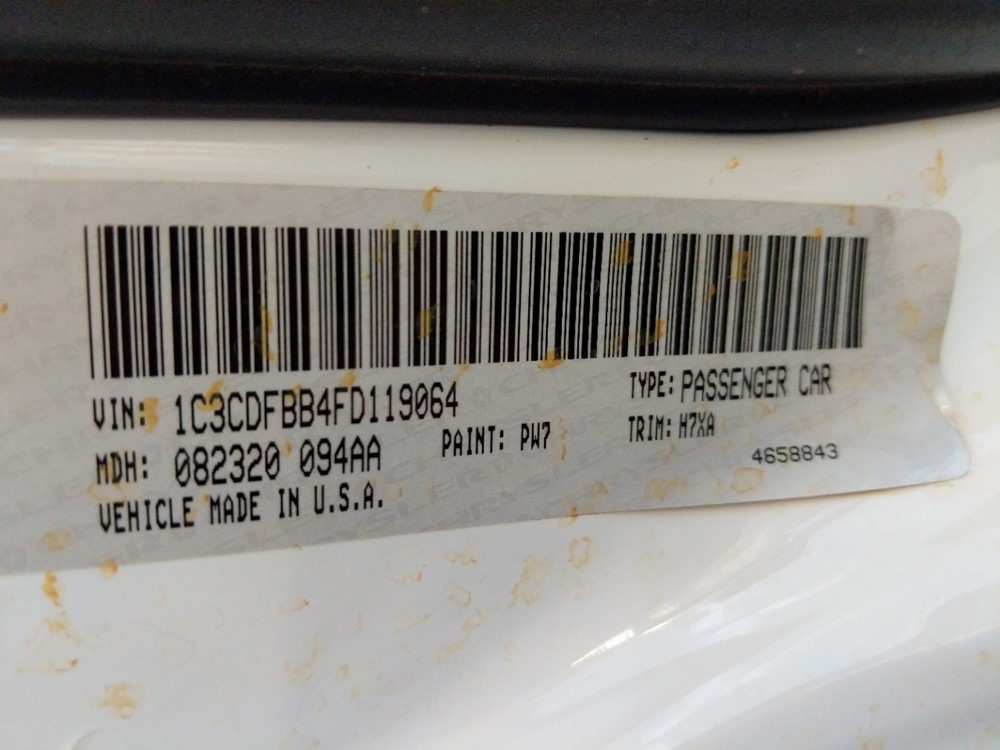 VIN: 1C3CDFBB4FD119064
TYPE: PASSENGER CAR
MDH: 082320 094AA
PAINT: PW7
TRIM: H7XA
VEHICLE MADE IN U.S.A.
4658843